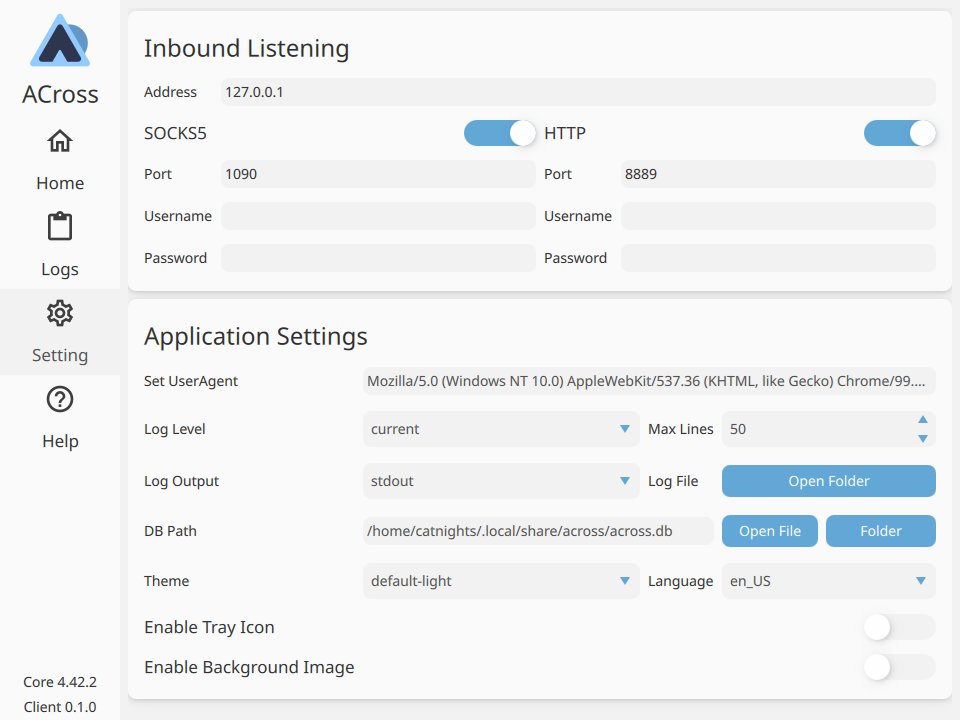 ACross
Home
Logs
Setting
Help
Core 4.42.2
Client 0.1.0
Inbound Listening
Address 127.0.0.1
SOCKS5 HTTP
Port 1090 Port 8889
Username Username
Password Password
Application Settings
Set UserAgent Mozilla/5.0 (Windows NT 10.0) AppleWebKit/537.36 (KHTML, like Gecko) Chrome/99....
Log Level current Max Lines 50
Log Output stdout Log File Open Folder
DB Path /home/catnights/.local/share/across/across.db Open File Folder
Theme default-light Language en_US
Enable Tray Icon
Enable Background Image